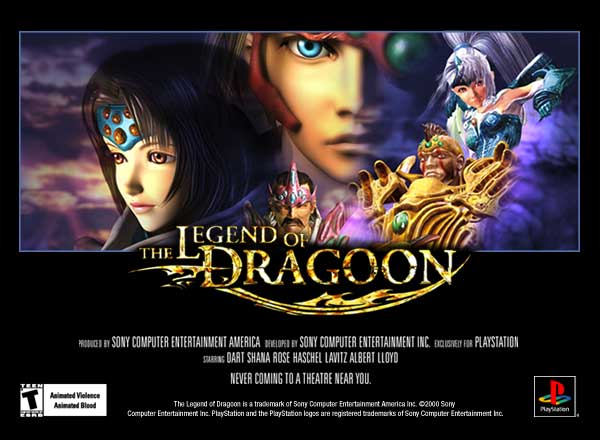 THE LEGEND OF
DRAGOON
PRODUCED BY SONY COMPUTER ENTERTAINMENT AMERICA DEVELOPED BY SONY COMPUTER ENTERTAINMENT INC. EXCLUSIVELY FOR PLAYSTATION
STARRING DART SHANA ROSE HASCHEL LAVITZ ALBERT LLOYD
NEVER COMING TO A THEATRE NEAR YOU.
TEEN
T
ESRB
Animated Violence
Animated Blood
The Legend of Dragoon is a trademark of Sony Computer Entertainment America Inc. ©2000 Sony
Computer Entertainment Inc. PlayStation and the PlayStation logos are registered trademarks of Sony Computer Entertainment Inc.
PlayStation